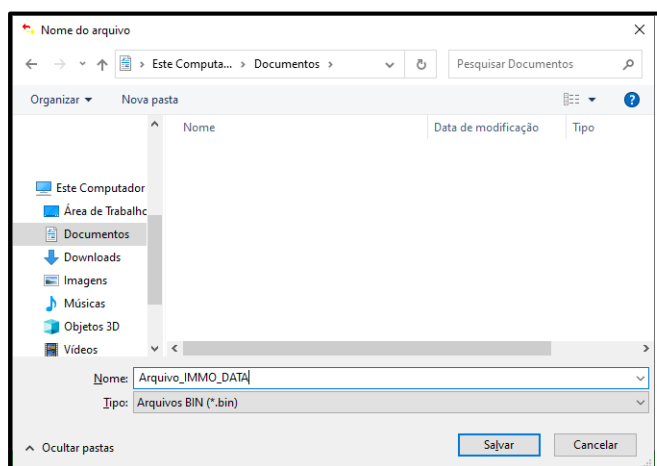 Nome do arquivo
Este Computa... > Documentos >
Pesquisar Documentos
Organizar
Nova pasta
Nome
Data de modificação
Tipo
Este Computador
Área de Trabalhc
Documentos
Downloads
Imagens
Músicas
Objetos 3D
Vídeos
Nome: Arquivo_IMMO_DATA
Tipo: Arquivos BIN (*.bin)
Ocultar pastas
Salvar
Cancelar